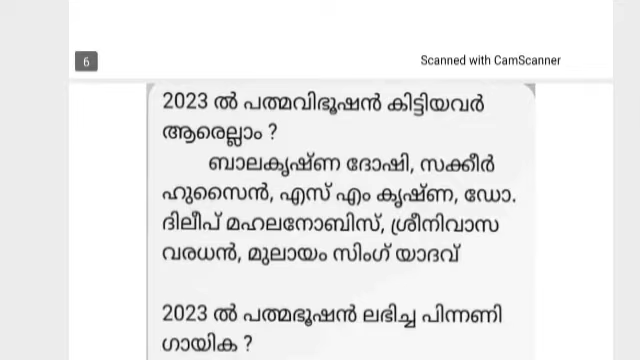 6
Scanned with CamScanner
2023 ൽ പത്മവിഭൂഷൻ കിട്ടിയവർ
ആരെല്ലാം ?
ബാലകൃഷ്ണ ദോഷി, സക്കീർ
ഹുസൈൻ, എസ് എം കൃഷ്ണ, ഡോ.
ദിലീപ് മഹലനോബിസ്, ശ്രീനിവാസ
വരധൻ, മുലായം സിംഗ് യാദവ്
2023 ൽ പത്മഭൂഷൻ ലഭിച്ച പിന്നണി
ഗായിക ?